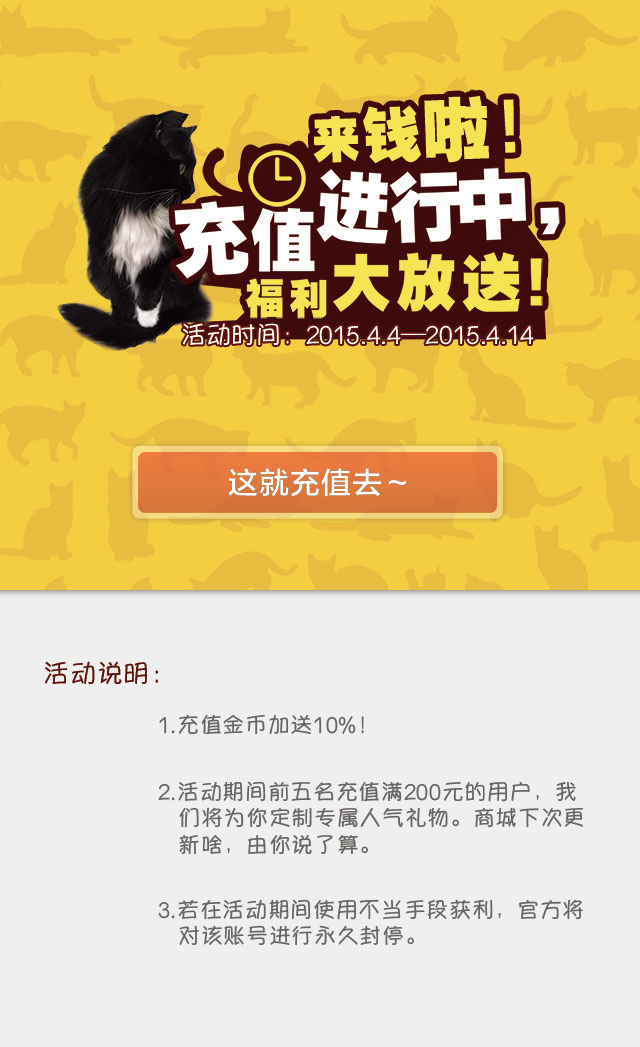 来钱啦！
充值进行中，
福利大放送！
活动时间：2015.4.4—2015.4.14
这就充值去～
活动说明：
1.充值金币加送10%！
2.活动期间前五名充值满200元的用户，我
们将为你定制专属人气礼物。商城下次更
新啥，由你说了算。
3.若在活动期间使用不当手段获利，官方将
对该账号进行永久封停。